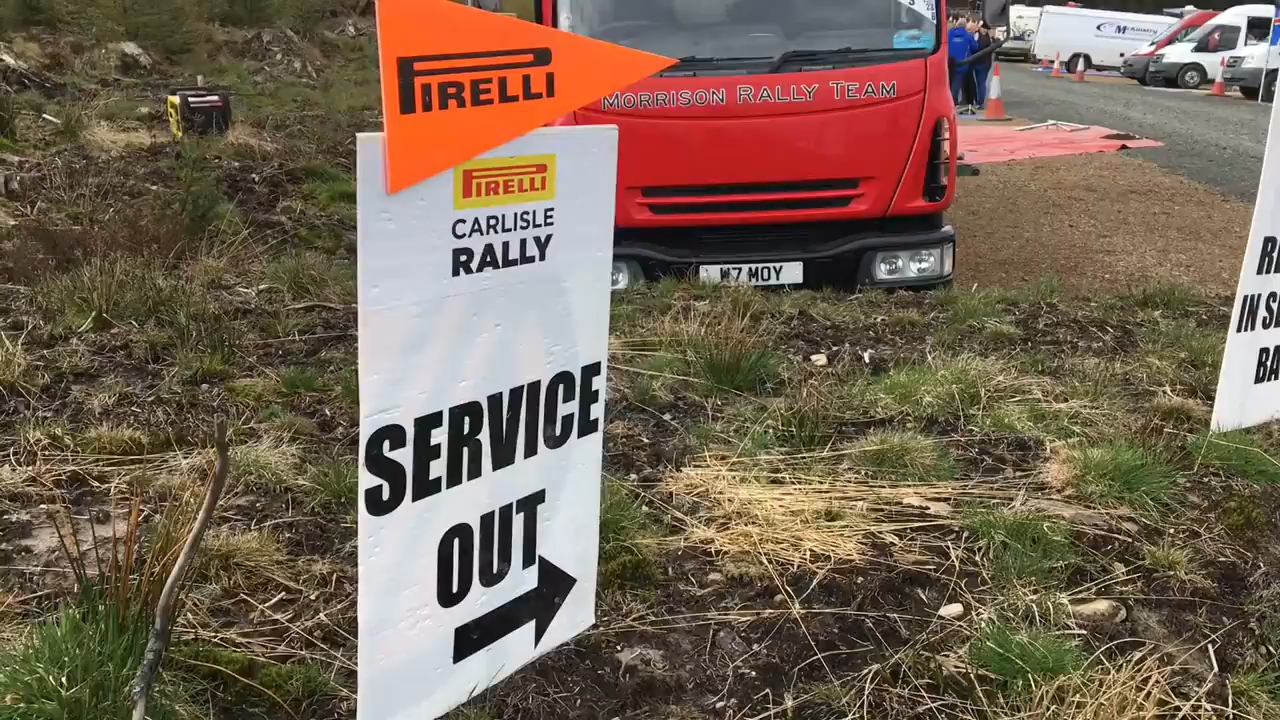 PIRELLI
MORRISON RALLY TEAM
PIRELLI
CARLISLE
RALLY
W7 MOY
SERVICE
OUT